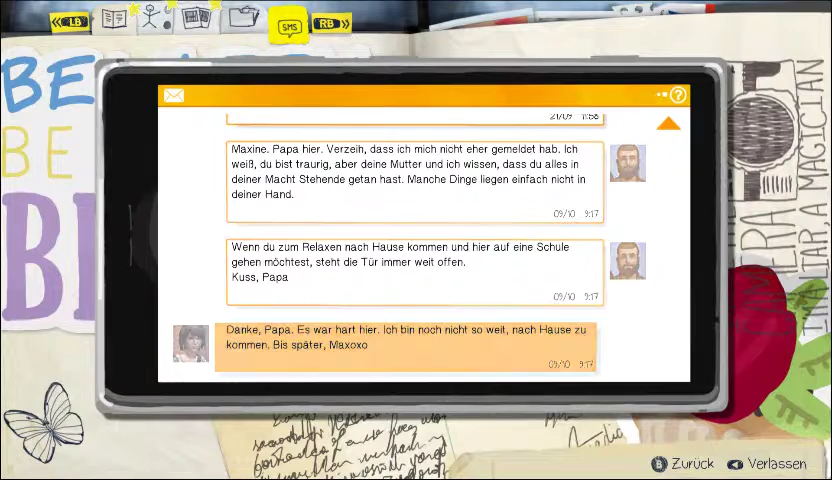 LB
SMS
RB
21/09 11:58
Maxine. Papa hier. Verzeih, dass ich mich nicht eher gemeldet hab. Ich
weiß, du bist traurig, aber deine Mutter und ich wissen, dass du alles in
deiner Macht Stehende getan hast. Manche Dinge liegen einfach nicht in
deiner Hand.
09/10 9:17
Wenn du zum Relaxen nach Hause kommen und hier auf eine Schule
gehen möchtest, steht die Tür immer weit offen.
Kuss, Papa
09/10 9:17
Danke, Papa. Es war hart hier. Ich bin noch nicht so weit, nach Hause zu
kommen. Bis später, Maxoxo
09/10 9:17
BE
BE
B
MAGICIAN
LIAR, A
B Zurück
Verlassen